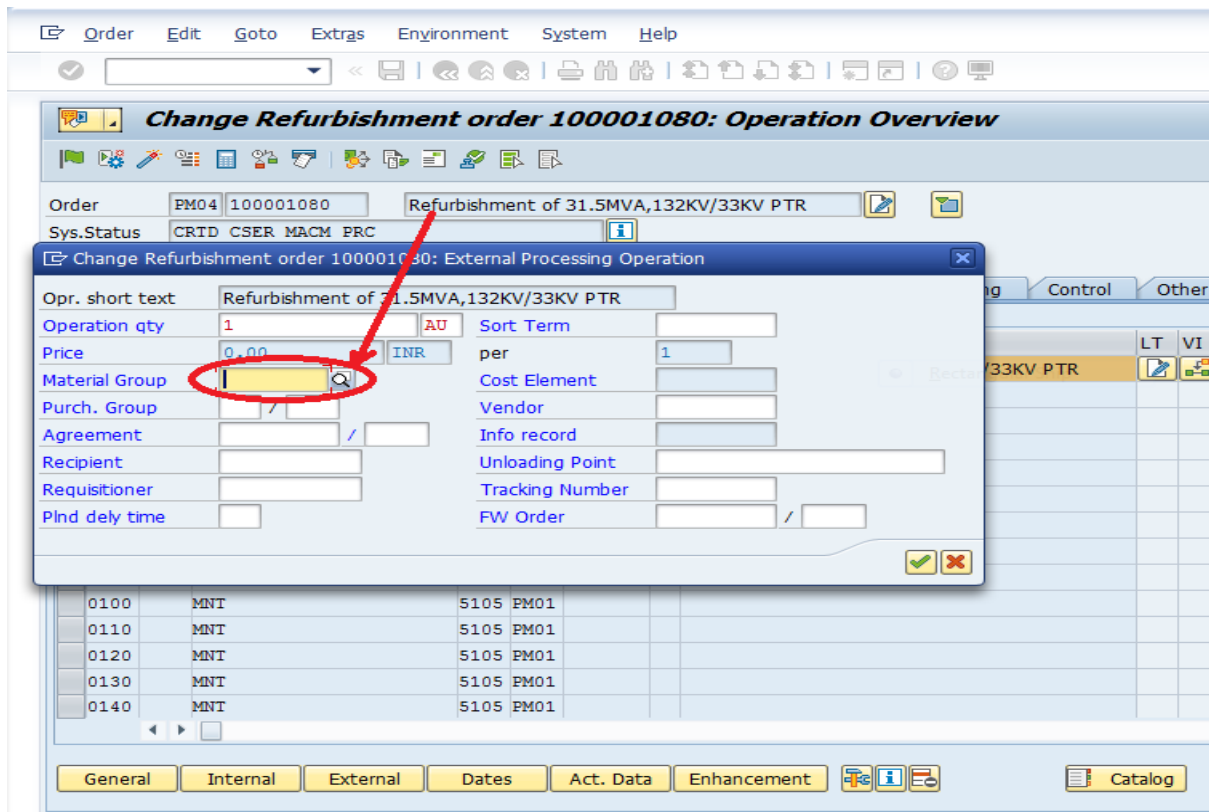 Order Edit Goto Extras Environment System Help
Change Refurbishment order 100001080: Operation Overview
Order PM04 100001080 Refurbishment of 31.5MVA,132KV/33KV PTR
Sys.Status CRTD CSER MACM PRC
Change Refurbishment order 100001080: External Processing Operation
ng Control Other
Opr. short text Refurbishment of 31.5MVA,132KV/33KV PTR
Operation qty 1 AU Sort Term
LT VI
Price 0.00 INR per 1
/33KV PTR
Material Group Cost Element
Purch. Group / Vendor
Agreement / Info record
Recipient Unloading Point
Requisitioner Tracking Number
Plnd dely time FW Order /
0100 MNT 5105 PM01
0110 MNT 5105 PM01
0120 MNT 5105 PM01
0130 MNT 5105 PM01
0140 MNT 5105 PM01
General Internal External Dates Act. Data Enhancement Catalog